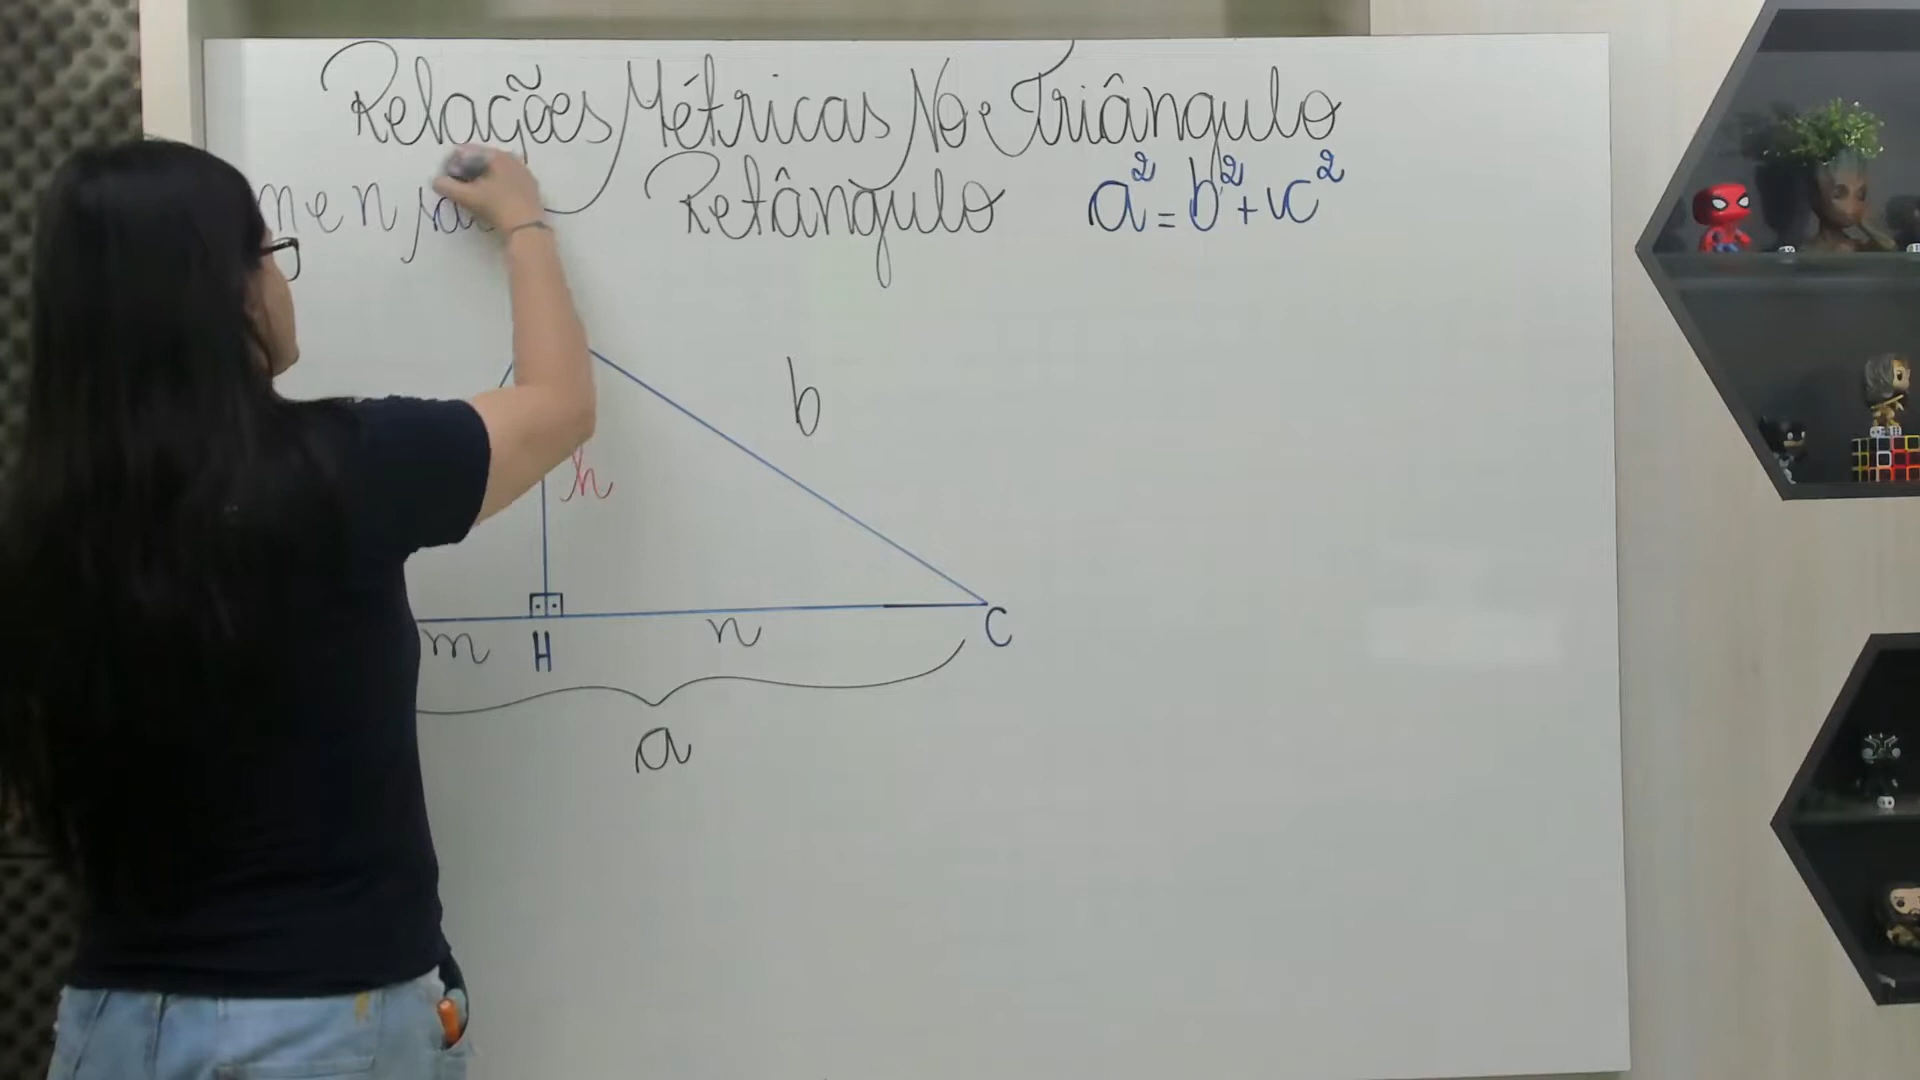 Relações Métricas No Triângulo
Retângulo a² = b² + c²
b
h
m H n C
a